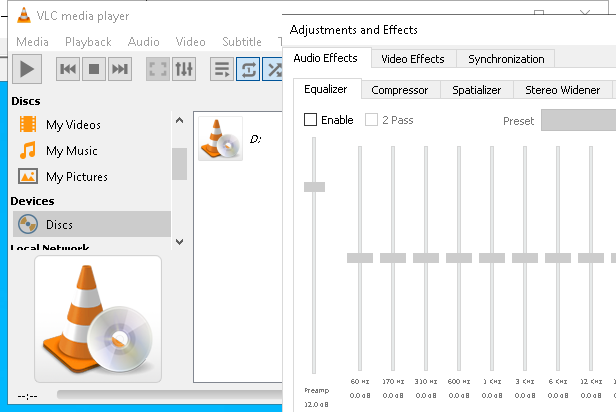 VLC media player
Media Playback Audio Video Subtitle
Discs
My Videos
My Music
My Pictures
Devices
Discs
Local Network
D:
--:--
Adjustments and Effects
Audio Effects Video Effects Synchronization
Equalizer Compressor Spatializer Stereo Widener
Enable 2 Pass Preset
60 Hz 170 Hz 310 Hz 600 Hz 1 KHz 3 KHz 6 KHz 12 KHz
Preamp 0.0 dB 0.0 dB 0.0 dB 0.0 dB 0.0 dB 0.0 dB 0.0 dB 0.0 dB
12.0 dB